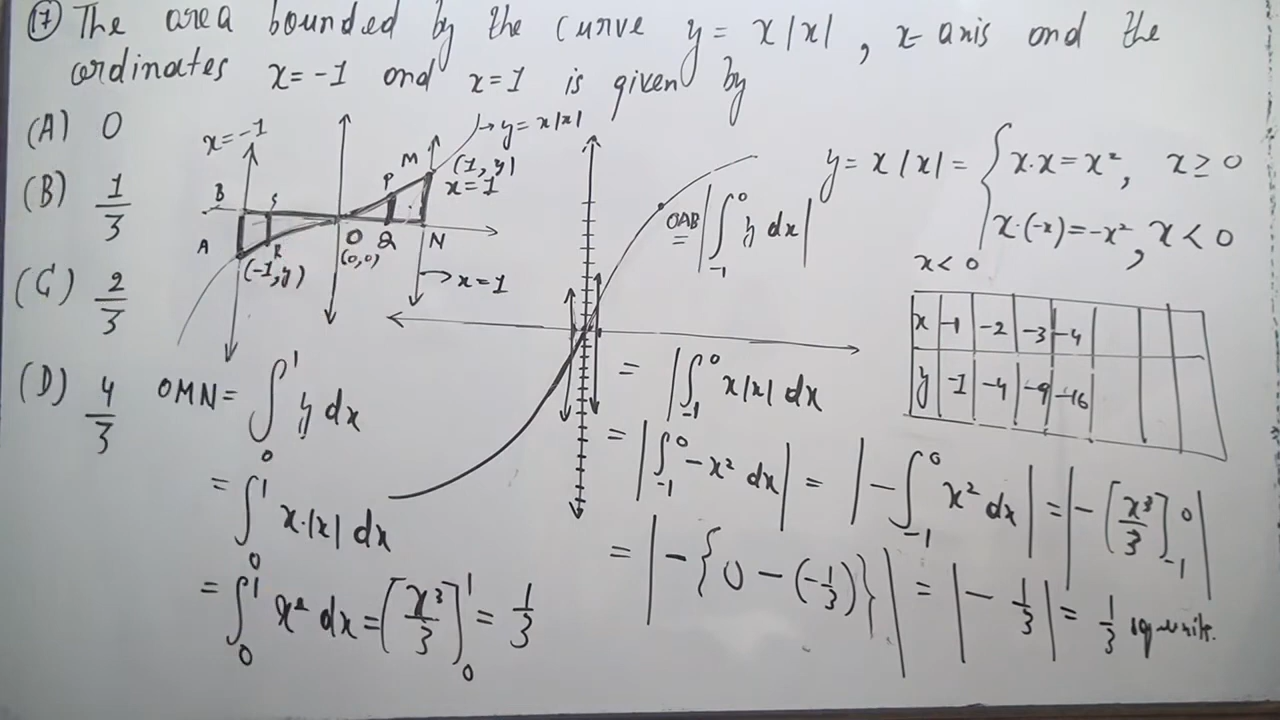 17 The area bounded by the curve y = x|x| , x-axis and the
ordinates x=-1 and x=1 is given by
(A) 0
(B) 1/3
(C) 2/3
(D) 4/3
x=-1
→ y = x|x|
M
(1, y)
x=1
B
S
P
A
R
O
Q
N
(-1, y)
(0,0)
→ x=1
OAB |∫_{-1}^{0} y dx|
= |∫_{-1}^{0} x|x| dx
= |∫_{-1}^{0} -x² dx| = |-∫_{-1}^{0} x² dx| = |-[x³/3]_{-1}^{0}|
= |-{0-(-1/3)}| = |-1/3| = 1/3 sq units.
y = x|x| = { x·x = x², x ≥ 0
x·(-x) = -x², x < 0
x < 0
x -1 -2 -3 -4
y -1 -4 -9 -16
OMN = ∫_{0}^{1} y dx
= ∫_{0}^{1} x·|x| dx
= ∫_{0}^{1} x² dx = [x³/3]_{0}^{1} = 1/3